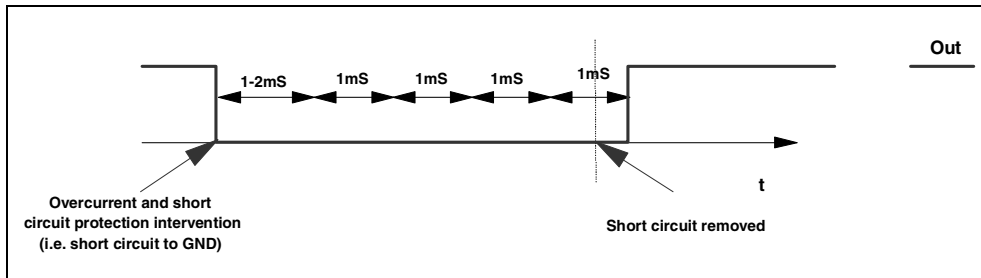 Out
1-2mS 1mS 1mS 1mS 1mS
t
Overcurrent and short
circuit protection intervention
(i.e. short circuit to GND)
Short circuit removed